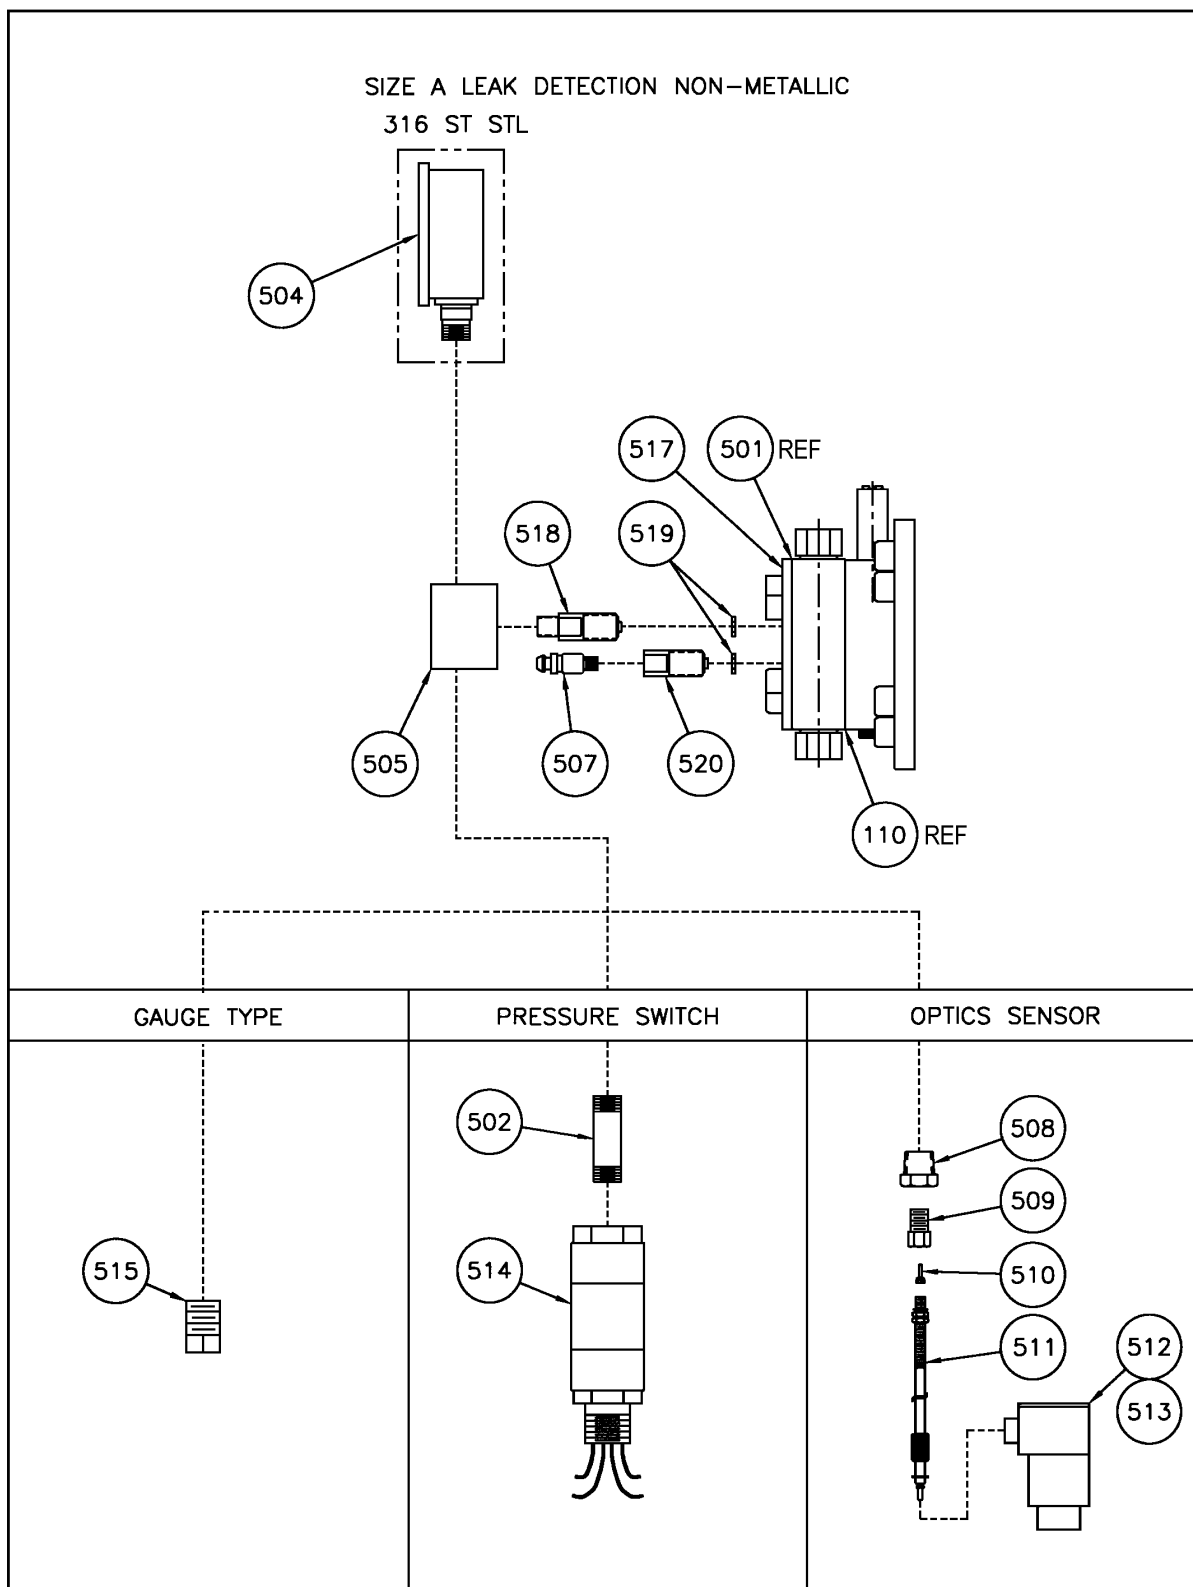 SIZE A LEAK DETECTION NON-METALLIC
316 ST STL
504
517
501 REF
518
519
505
507
520
110 REF
GAUGE TYPE
PRESSURE SWITCH
OPTICS SENSOR
502
508
509
515
514
510
511
512
513